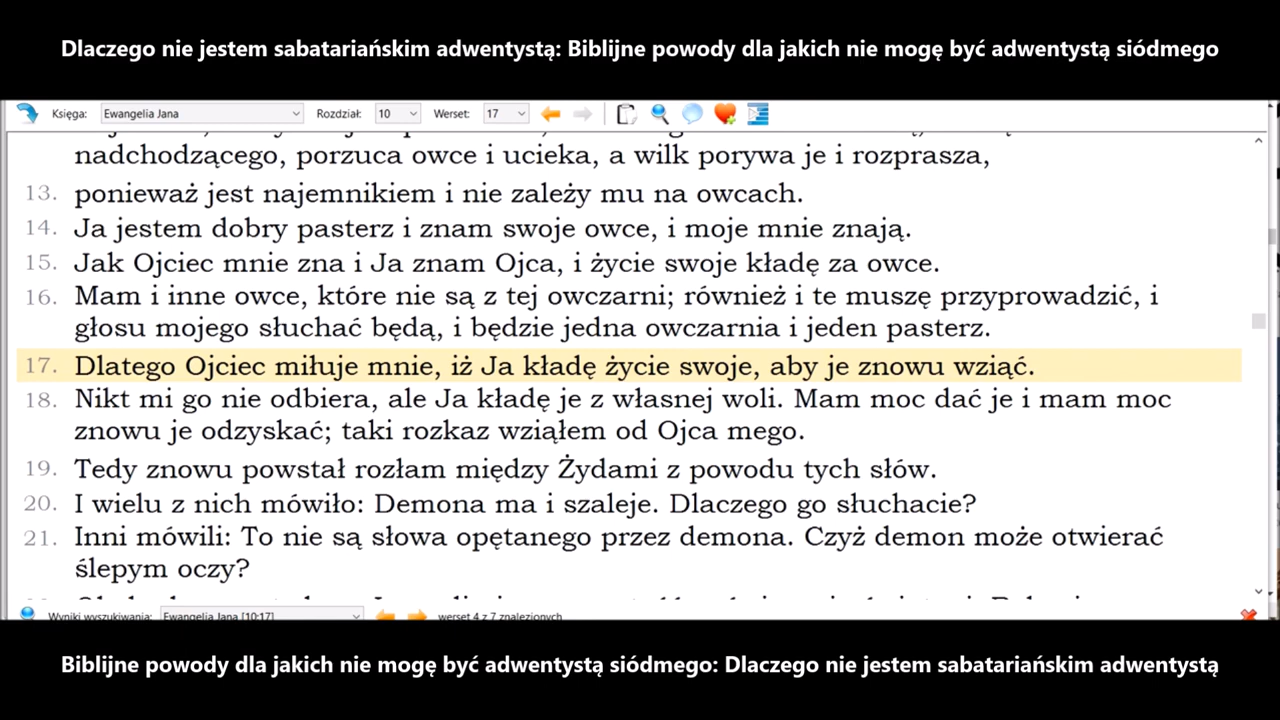 Dlaczego nie jestem sabatariańskim adwentystą: Biblijne powody dla jakich nie mogę być adwentystą siódmego
Księga: Ewangelia Jana Rozdział: 10 Werset: 17
nadchodzącego, porzuca owce i ucieka, a wilk porywa je i rozprasza,
13. ponieważ jest najemnikiem i nie zależy mu na owcach.
14. Ja jestem dobry pasterz i znam swoje owce, i moje mnie znają.
15. Jak Ojciec mnie zna i Ja znam Ojca, i życie swoje kładę za owce.
16. Mam i inne owce, które nie są z tej owczarni; również i te muszę przyprowadzić, i
głosu mojego słuchać będą, i będzie jedna owczarnia i jeden pasterz.
17. Dlatego Ojciec miłuje mnie, iż Ja kładę życie swoje, aby je znowu wziąć.
18. Nikt mi go nie odbiera, ale Ja kładę je z własnej woli. Mam moc dać je i mam moc
znowu je odzyskać; taki rozkaz wziąłem od Ojca mego.
19. Tedy znowu powstał rozłam między Żydami z powodu tych słów.
20. I wielu z nich mówiło: Demona ma i szaleje. Dlaczego go słuchacie?
21. Inni mówili: To nie są słowa opętanego przez demona. Czyż demon może otwierać
ślepym oczy?
Wyniki wyszukiwania: Ewangelia Jana [10:17] werset 4 z 7 znalezionych
Biblijne powody dla jakich nie mogę być adwentystą siódmego: Dlaczego nie jestem sabatariańskim adwentystą